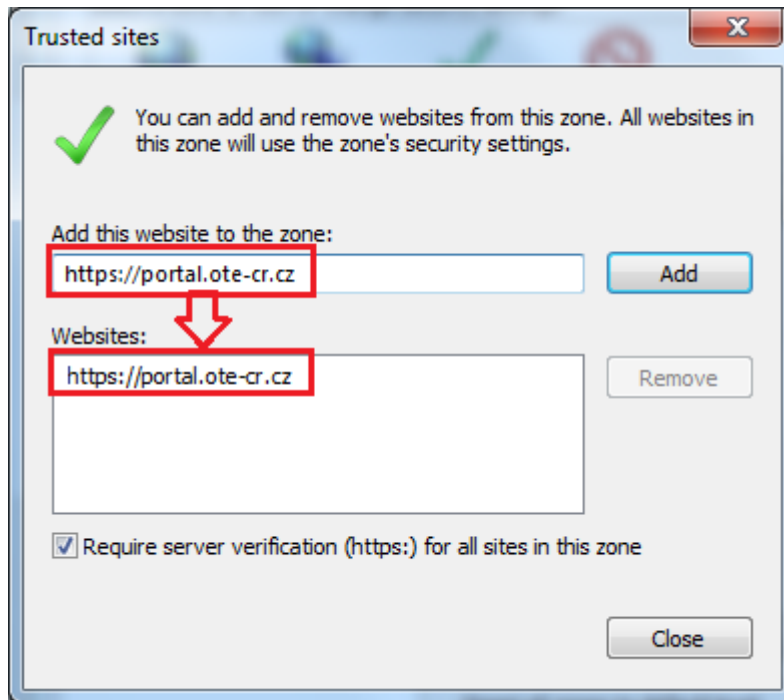 Trusted sites
You can add and remove websites from this zone. All websites in
this zone will use the zone's security settings.
Add this website to the zone:
https://portal.ote-cr.cz
Add
Websites:
https://portal.ote-cr.cz
Remove
Require server verification (https:) for all sites in this zone
Close